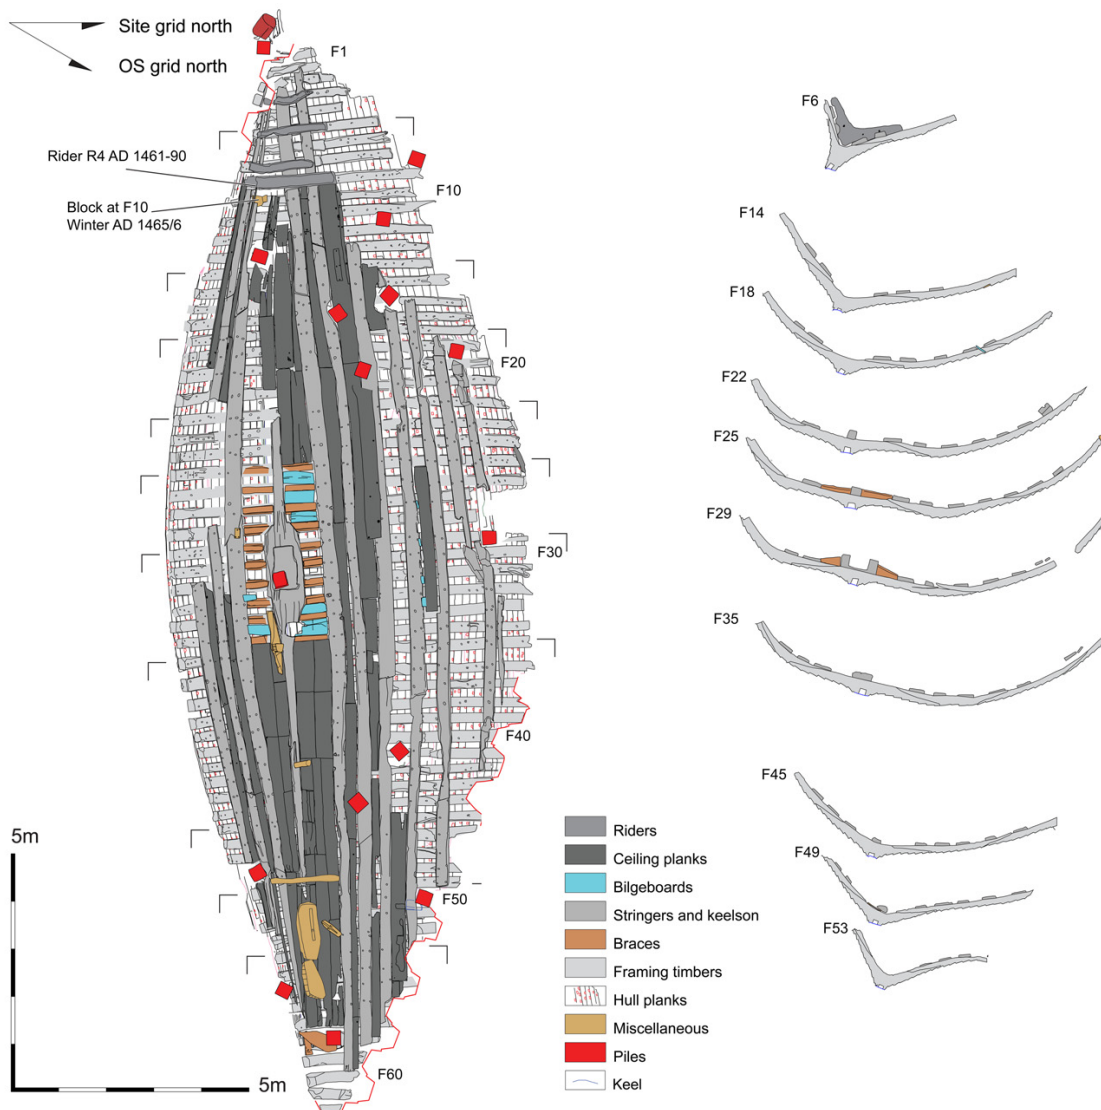 Site grid north
OS grid north
F1
Rider R4 AD 1461-90
Block at F10
Winter AD 1465/6
F10
F20
F30
F40
F50
F60
5m
5m
F6
F14
F18
F22
F25
F29
F35
F45
F49
F53
Riders
Ceiling planks
Bilgeboards
Stringers and keelson
Braces
Framing timbers
Hull planks
Miscellaneous
Piles
Keel